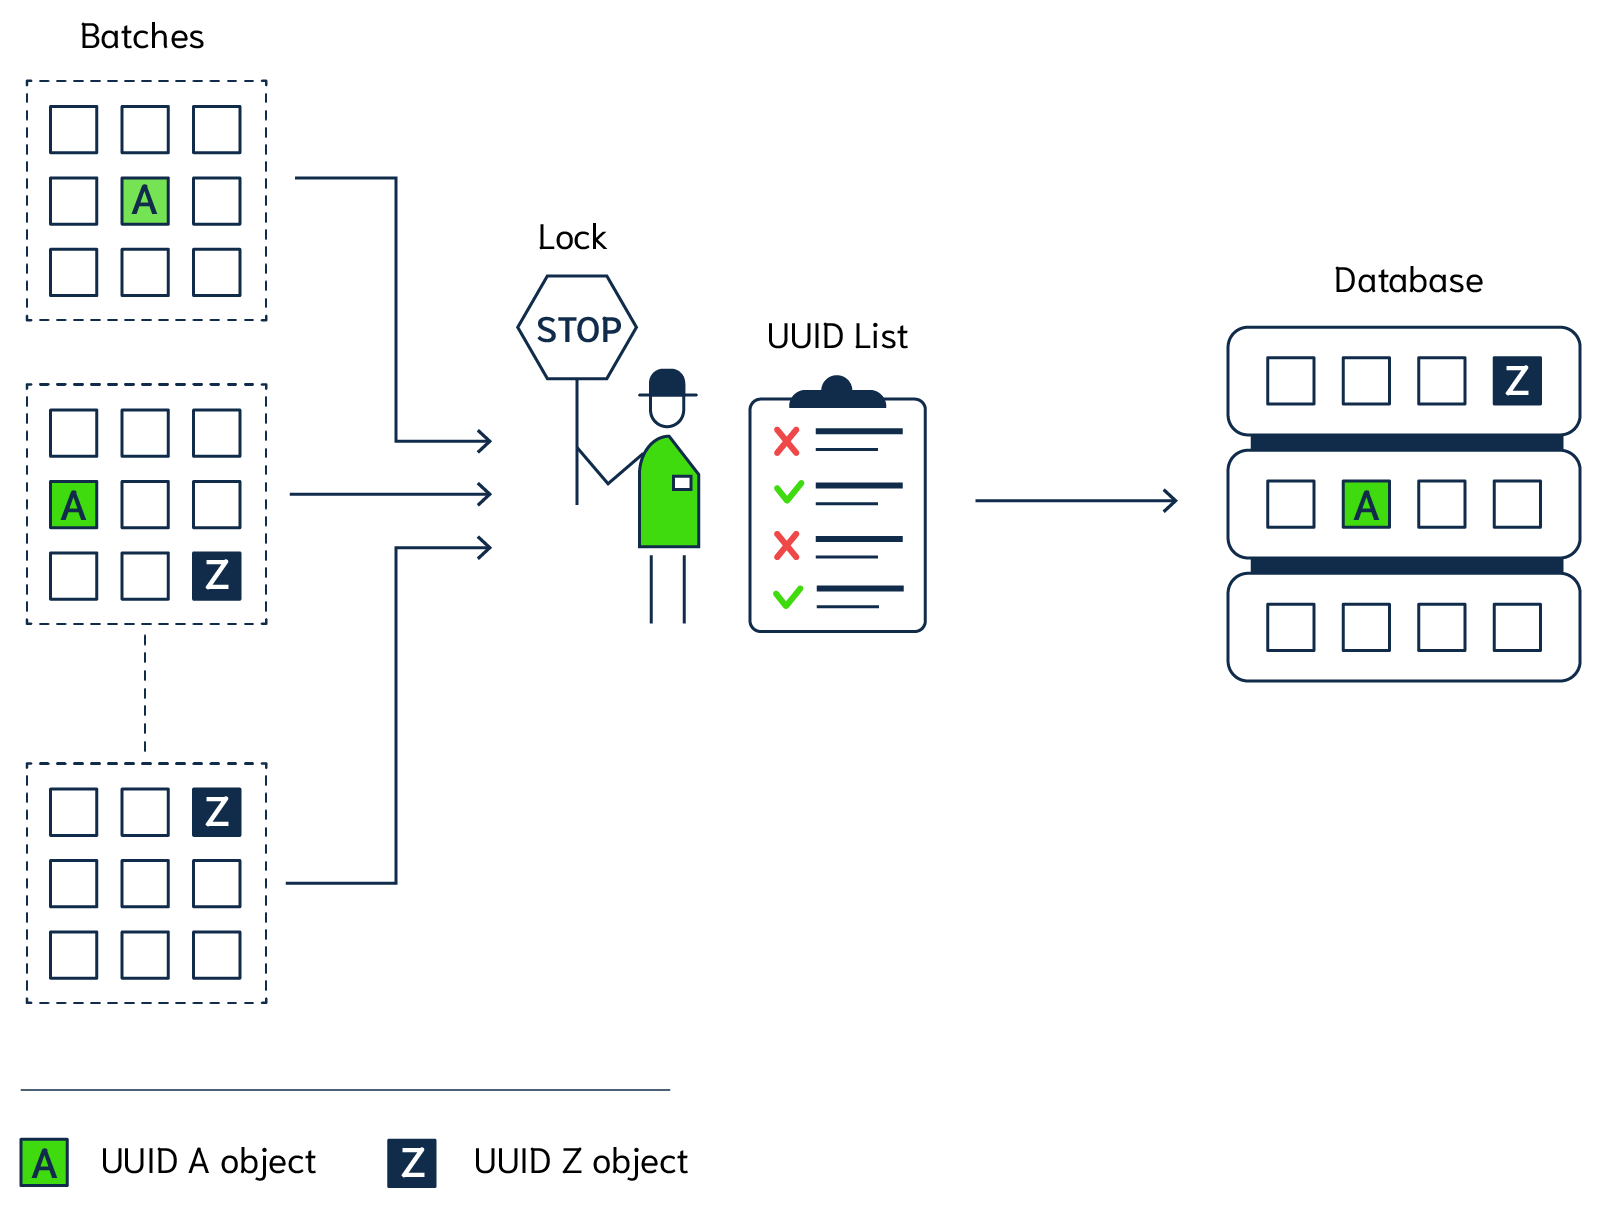 Batches
A
A
Z
Z
Lock
STOP
UUID List
Database
Z
A
A UUID A object
Z UUID Z object